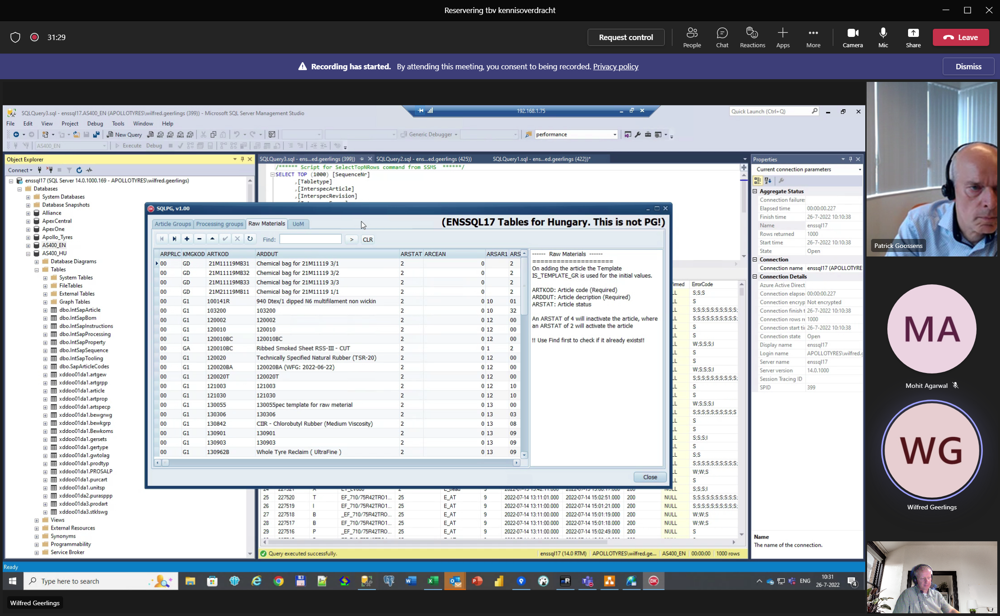 Reservering tbv kennisoverdracht
31:29
Request control
People
Chat
Reactions
Apps
More
Camera
Mic
Share
Leave
Recording has started. By attending this meeting, you consent to being recorded. Privacy policy
Dismiss
SQLQuery3.sql - enssql17.AS400_EN (APOLLOTYRES\wilfred.geerlings (399)) - Microsoft SQL Server Management Studio
192.168.1.75
Quick Launch (Ctrl+Q)
File Edit View Project Debug Tools Window Help
New Query
Generic Debugger
performance
AS400_EN
Execute Debug
Object Explorer
Connect
enssql17 (SQL Server 14.0.1000.169 - APOLLOTYRES\wilfred.geerlings)
Databases
System Databases
Database Snapshots
Alliance
ApexCentral
ApexOne
Apollo_Tyres
AS400_EN
AS400_HU
Database Diagrams
Tables
System Tables
FileTables
External Tables
Graph Tables
dbo.IntSapArticle
dbo.IntSapBom
dbo.IntSapInstructions
dbo.IntSapProcessing
dbo.IntSapProperty
dbo.IntSapSequence
dbo.IntSapTooling
dbo.SapArticleCodes
xddoo01da1.artgew
xddoo01da1.artgrpp
xddoo01da1.article
xddoo01da1.artprop
xddoo01da1.artspecp
xddoo01da1.bewgrwg
xddoo01da1.bewkgrp
xddoo01da1.Bewkoms
xddoo01da1.gersets
xddoo01da1.gertype
xddoo01da1.gwtolag
xddoo01da1.prodtyp
xddoo01da1.PROSALP
xddoo01da1.purcart
xddoo01da1.unitsp
xddoo01da2.purasppp
xddoo01da3.prodart
xddoo01da3.stklswg
Views
External Resources
Synonyms
Programmability
Service Broker
SQLQuery3.sql - ens...ed.geerlings (399))
SQLQuery2.sql - ens...ed.geerlings (425))
SQLQuery1.sql - ens...ed.geerlings (422))*
/****** Script for SelectTopNRows command from SSMS ******/
SELECT TOP (1000) [SequenceNr]
,[Tabletype]
,[InterspecArticle]
,[InterspecRevision]
SQLPG, v1.00
Article Groups Processing groups Raw Materials UoM
(ENSSQL17 Tables for Hungary. This is not PG!)
Find: > CLR
ARPRLC KMGKOD ARTKOD ARDDUT ARSTAT ARCEAN ARSAR1 ARS
00 GD 21M11119MB31 Chemical bag for 21M11119 3/1 2 0 2
00 GD 21M11119MB32 Chemical bag for 21M11119 3/2 2 0 2
00 GD 21M11119MB33 Chemical bag for 21M11119 3/3 2 0 2
00 GD 21M21119MB11 Chemical bag for 21M11119 1/1 2 0 2
00 G1 100141R 940 Dtex/1 dipped N6 multifilament non wickin 2 0 10 01
00 G1 103200 103200 2 0 10 32
00 G1 120002 120002 2 0 12 00
00 G1 120010 120010 2 0 12 00
00 G1 120010BC 120010BC 2 0 12 00
00 GA 120010BC Ribbed Smoked Sheet RSS-III - CUT 2 0 1 2
00 G1 120020 Technically Specified Natural Rubber (TSR-20) 2 0 12 00
00 G1 120020BA 120020BA (WFG: 2022-06-22) 2 0 12 00
00 G1 120020T 120020T 2 0 12 00
00 G1 121003 121003 2 0 12 10
00 G1 121030 121030 2 0 12 10
00 G1 130055 130055pec template for raw meterial 2 0 13 00
00 G1 130306 130306 2 0 13 03
00 G1 130842 CIIR - Chlorobutyl Rubber (Medium Viscosity) 2 0 13 08
00 G1 130901 130901 2 0 13 09
00 G1 130903 130903 2 0 13 09
00 G1 130962B Whole Tyre Reclaim ( UltraFine ) 2 0 13 09
------ Raw Materials ------
=====================
On adding the article the Template
IS_TEMPLATE_GR is used for the initial values.
ARTKOD: Article code (Required)
ARDDUT: Article decription (Required)
ARSTAT: Article status
An ARSTAT of 4 will inactivate the article, where
an ARSTAT of 2 will activate the article
!! Use Find first to check if it already exists!!
Close
ErrorCode
S;S;S
S
S;S;S;S;S;S;S;S;S;S;
S;S;S;S;S;S;S;S;S;S;
S
S
W;S;S;I
S
S
W;S;S;I
S;S;S;S;S;S;S;S;S;S;
S
S
W;S;S;I
S;S;S;S;S;S;S;S;S;S
S
S
S;S;I
S
S;S
S;S;S;S;S;S;S;S;S;S;
W;W;S
S
S;S;I
25 227520 T EF_710/75R42TRO1... 25 E_AT 9 2022-07-14 13:11:01.000 2022-07-14 15:02:51.000 200 NULL S;S;S;S;S;S;S;S;S;S;
26 227519 I EF_710/75R42TRO1... 25 E_AT 9 2022-07-14 13:11:00.000 2022-07-14 15:01:21.000 200 NULL S;S;S;S;S;S;S;S;S;S;
27 227518 B _EF_710/75R42TRO... 25 E_AT 9 2022-07-14 13:11:00.000 2022-07-14 15:01:19.000 200 NULL W;W;S
28 227517 B EF_710/75R42TRO1... 25 E_AT 9 2022-07-14 13:11:00.000 2022-07-14 15:01:18.000 200 NULL W;W;S
29 227516 P _EF_710/75R42TRO... 25 E_AT 9 2022-07-14 13:11:00.000 2022-07-14 15:02:49.000 200 NULL S
Query executed successfully.
enssql17 (14.0 RTM) APOLLOTYRES\wilfred.ge... AS400_EN 00:00:00 1000 rows
Properties
Current connection parameters
Aggregate Status
Connection failure:
Elapsed time 00:00:00.227
Finish time 26-7-2022 10:10:38
Name enssql17
Rows returned 1000
Start time 26-7-2022 10:10:38
State Open
Connection
Connection name enssql17 (APOLLOTYRE
Connection Details
Azure Active Direct
Connection elapse 00:00:00.227
Connection encryp Not encrypted
Connection finish t 26-7-2022 10:10:38
Connection rows re 1000
Connection start ti 26-7-2022 10:10:38
Connection state Open
Display name enssql17
Login name APOLLOTYRES\wilfred.g
Server name enssql17
Server version 14.0.1000
Session Tracing ID
SPID 399
Name
The name of the connection.
Ready
Type here to search
ENG
10:31
26-7-2022
4
Patrick Goossens
MA
Mohit Agarwal
WG
Wilfred Geerlings
Wilfred Geerlings